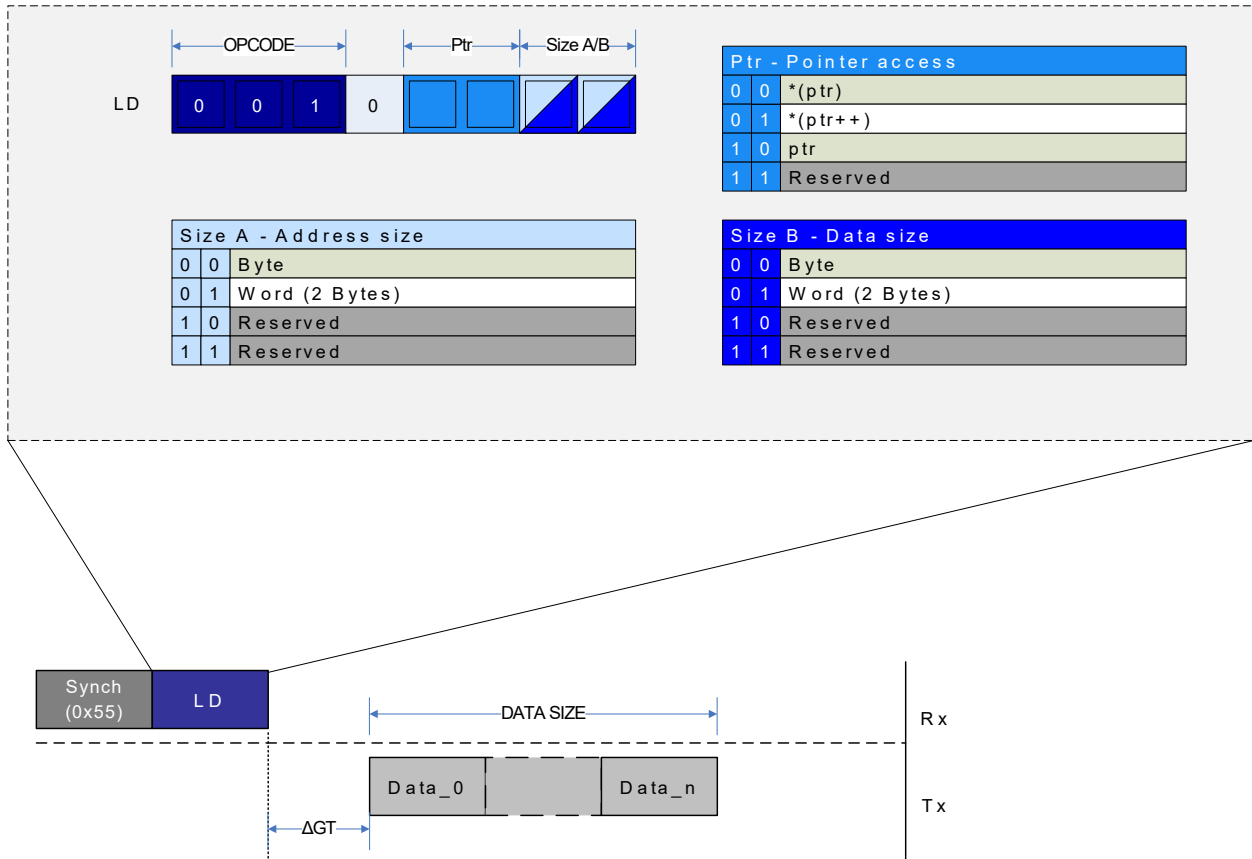 OPCODE Ptr Size A/B
LD 0 0 1 0
Ptr - Pointer access
0 0 *(ptr)
0 1 *(ptr++)
1 0 ptr
1 1 Reserved
Size A - Address size
0 0 Byte
0 1 Word (2 Bytes)
1 0 Reserved
1 1 Reserved
Size B - Data size
0 0 Byte
0 1 Word (2 Bytes)
1 0 Reserved
1 1 Reserved
Synch
(0x55)
LD
DATA SIZE
Rx
Data_0 Data_n
Tx
ΔGT